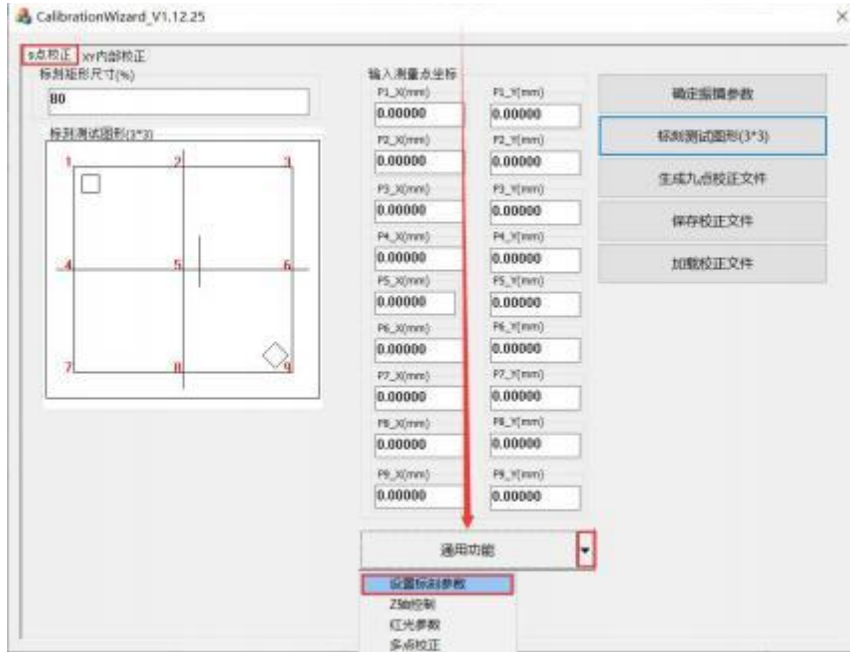 CalibrationWizard_V1.12.25
9点校正 XY内部校正
标刻矩形尺寸(%)
80
标刻测试图形(3*3)
1 2 3
4 5 6
7 8 9
输入测量点坐标
P1_X(mm) P1_Y(mm)
0.00000 0.00000
P2_X(mm) P2_Y(mm)
0.00000 0.00000
P3_X(mm) P3_Y(mm)
0.00000 0.00000
P4_X(mm) P4_Y(mm)
0.00000 0.00000
P5_X(mm) P5_Y(mm)
0.00000 0.00000
P6_X(mm) P6_Y(mm)
0.00000 0.00000
P7_X(mm) P7_Y(mm)
0.00000 0.00000
P8_X(mm) P8_Y(mm)
0.00000 0.00000
P9_X(mm) P9_Y(mm)
0.00000 0.00000
通用功能
设置标刻参数
Z轴控制
红光参数
多点校正
确定振镜参数
标刻测试图形(3*3)
生成九点校正文件
保存校正文件
加载校正文件